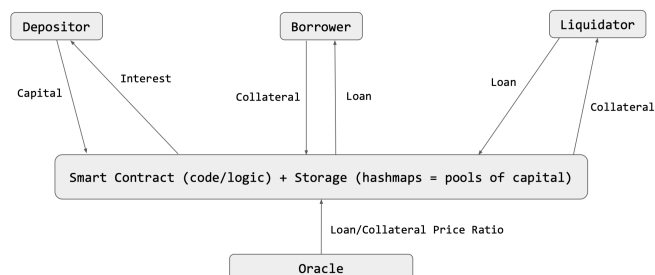 Depositor
Borrower
Liquidator
Interest
Loan
Capital
Collateral
Loan
Collateral
Smart Contract (code/logic) + Storage (hashmaps = pools of capital)
Loan/Collateral Price Ratio
Oracle